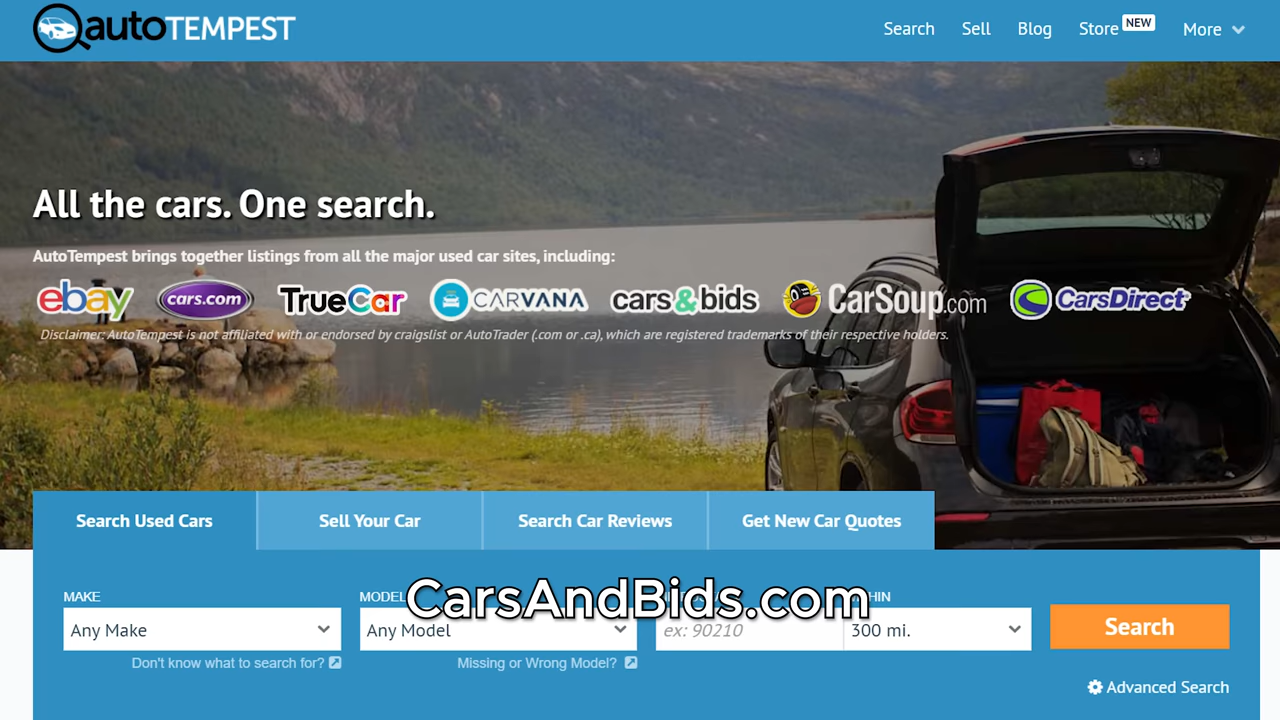 autoTEMPEST
Search Sell Blog Store NEW More
All the cars. One search.
AutoTempest brings together listings from all the major used car sites, including:
ebay cars.com TrueCar CARVANA cars&bids CarSoup.com CarsDirect
Disclaimer: AutoTempest is not affiliated with or endorsed by craigslist or AutoTrader (.com or .ca), which are registered trademarks of their respective holders.
Search Used Cars Sell Your Car Search Car Reviews Get New Car Quotes
CarsAndBids.com
MAKE MODEL
Any Make Any Model ex: 90210 300 mi. Search
Don't know what to search for? Missing or Wrong Model?
Advanced Search